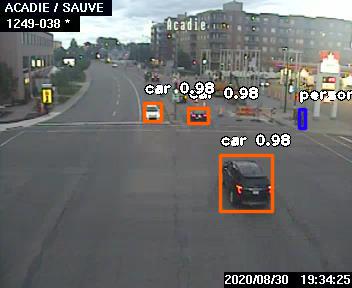 ACADIE / SAUVE
1249-038 *
Acadie
car 0.98
car 0.98
person
car 0.98
2020/08/30 19:34:25